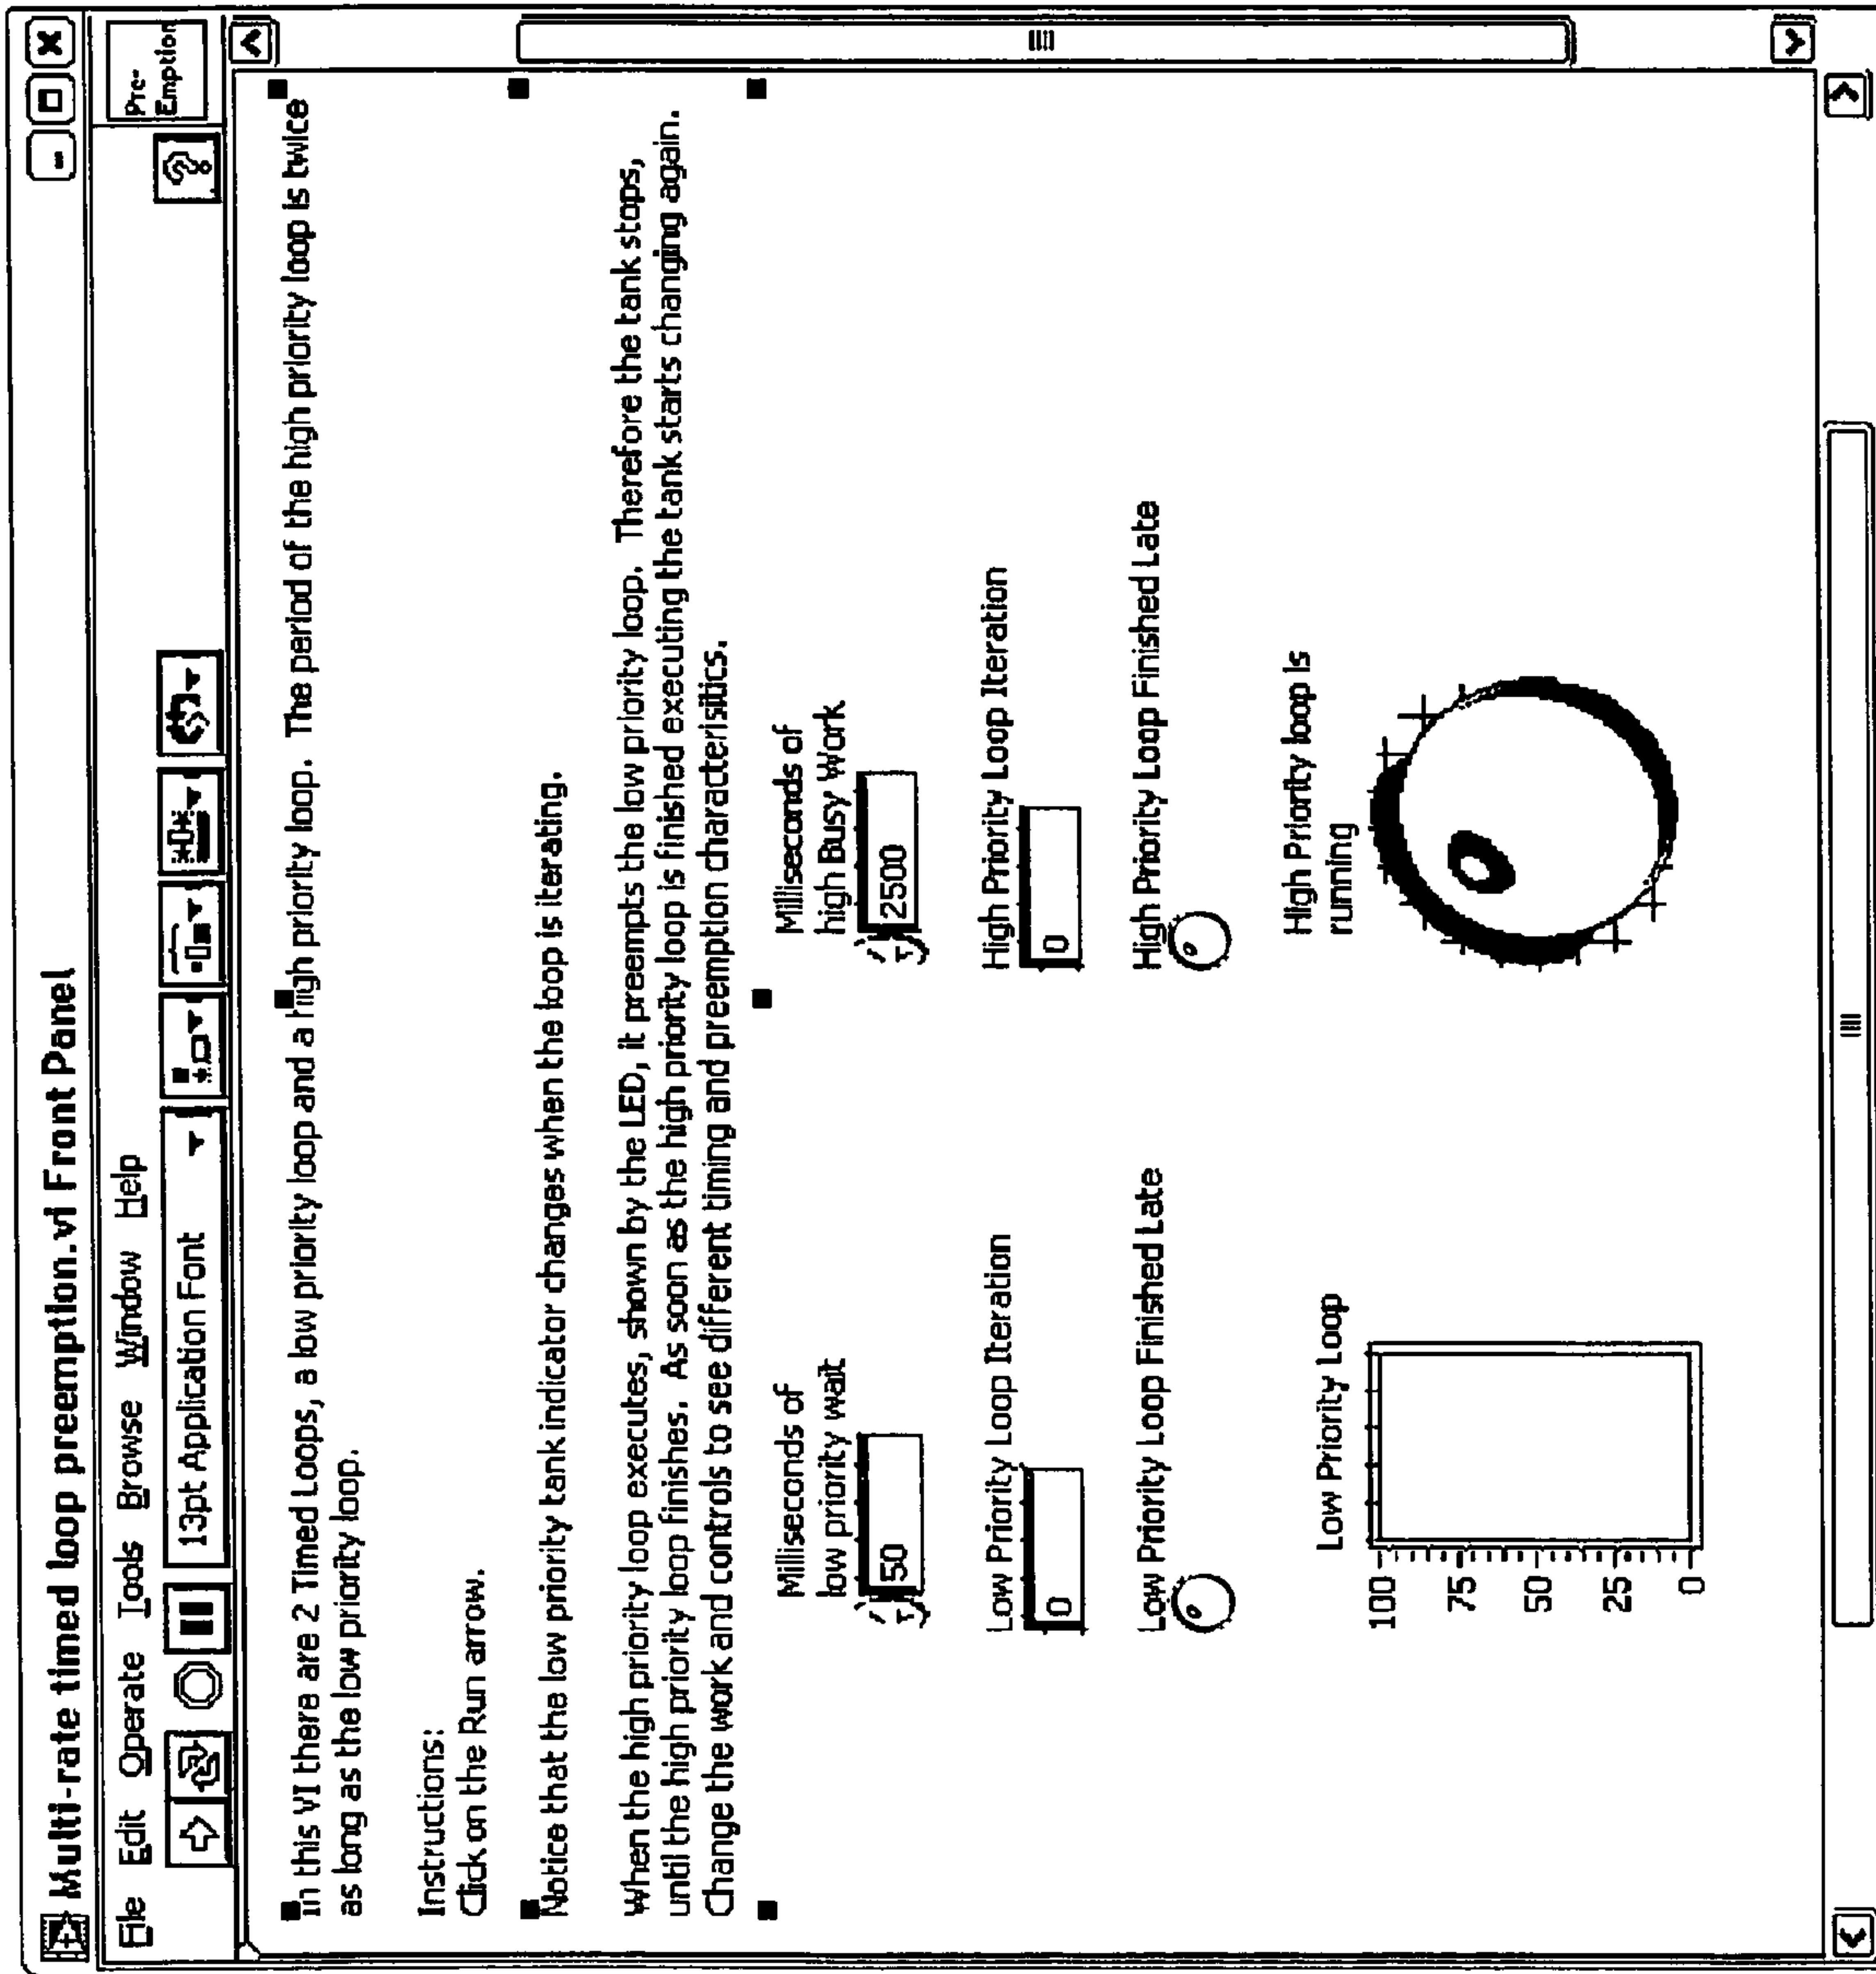 Multi-rate timed loop preemption.vi Front Panel
File Edit Operate Tools Browse Window Help
13pt Application Font
Pre-
Emption
In this VI there are 2 Timed Loops, a low priority loop and a high priority loop. The period of the high priority loop is twice
as long as the low priority loop.
Instructions:
Click on the Run arrow.
Notice that the low priority tank indicator changes when the loop is iterating.
When the high priority loop executes, shown by the LED, it preempts the low priority loop. Therefore the tank stops,
until the high priority loop finishes. As soon as the high priority loop is finished executing the tank starts changing again.
Change the work and controls to see different timing and preemption characterisitics.
Milliseconds of
low priority wait
50
Milliseconds of
high Busy Work
2500
Low Priority Loop Iteration
0
High Priority Loop Iteration
0
Low Priority Loop Finished Late
High Priority Loop Finished Late
Low Priority Loop
100
75
50
25
0
High Priority loop is
running